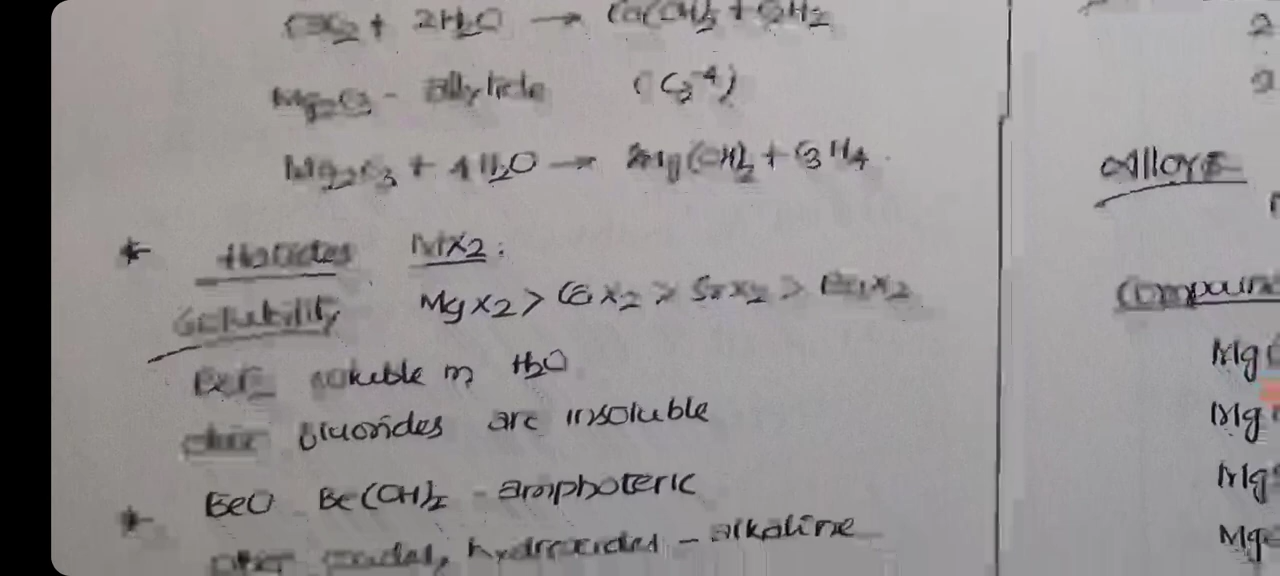 CaC2 + 2H2O → Ca(OH)2 + C2H2
Mg2C3 - allylide (C3-4)
Mg2C3 + 4H2O → 2Mg(OH)2 + C3H4.
* Halides MX2:
Solubility MgX2 > CaX2 > SrX2 > BaX2
BeF2 soluble in H2O
other fluorides are insoluble
* BeO Be(OH)2 - amphoteric
other oxides, hydroxides - alkaline
2
2
Alloys
Mg
Mg
Mg
Mg